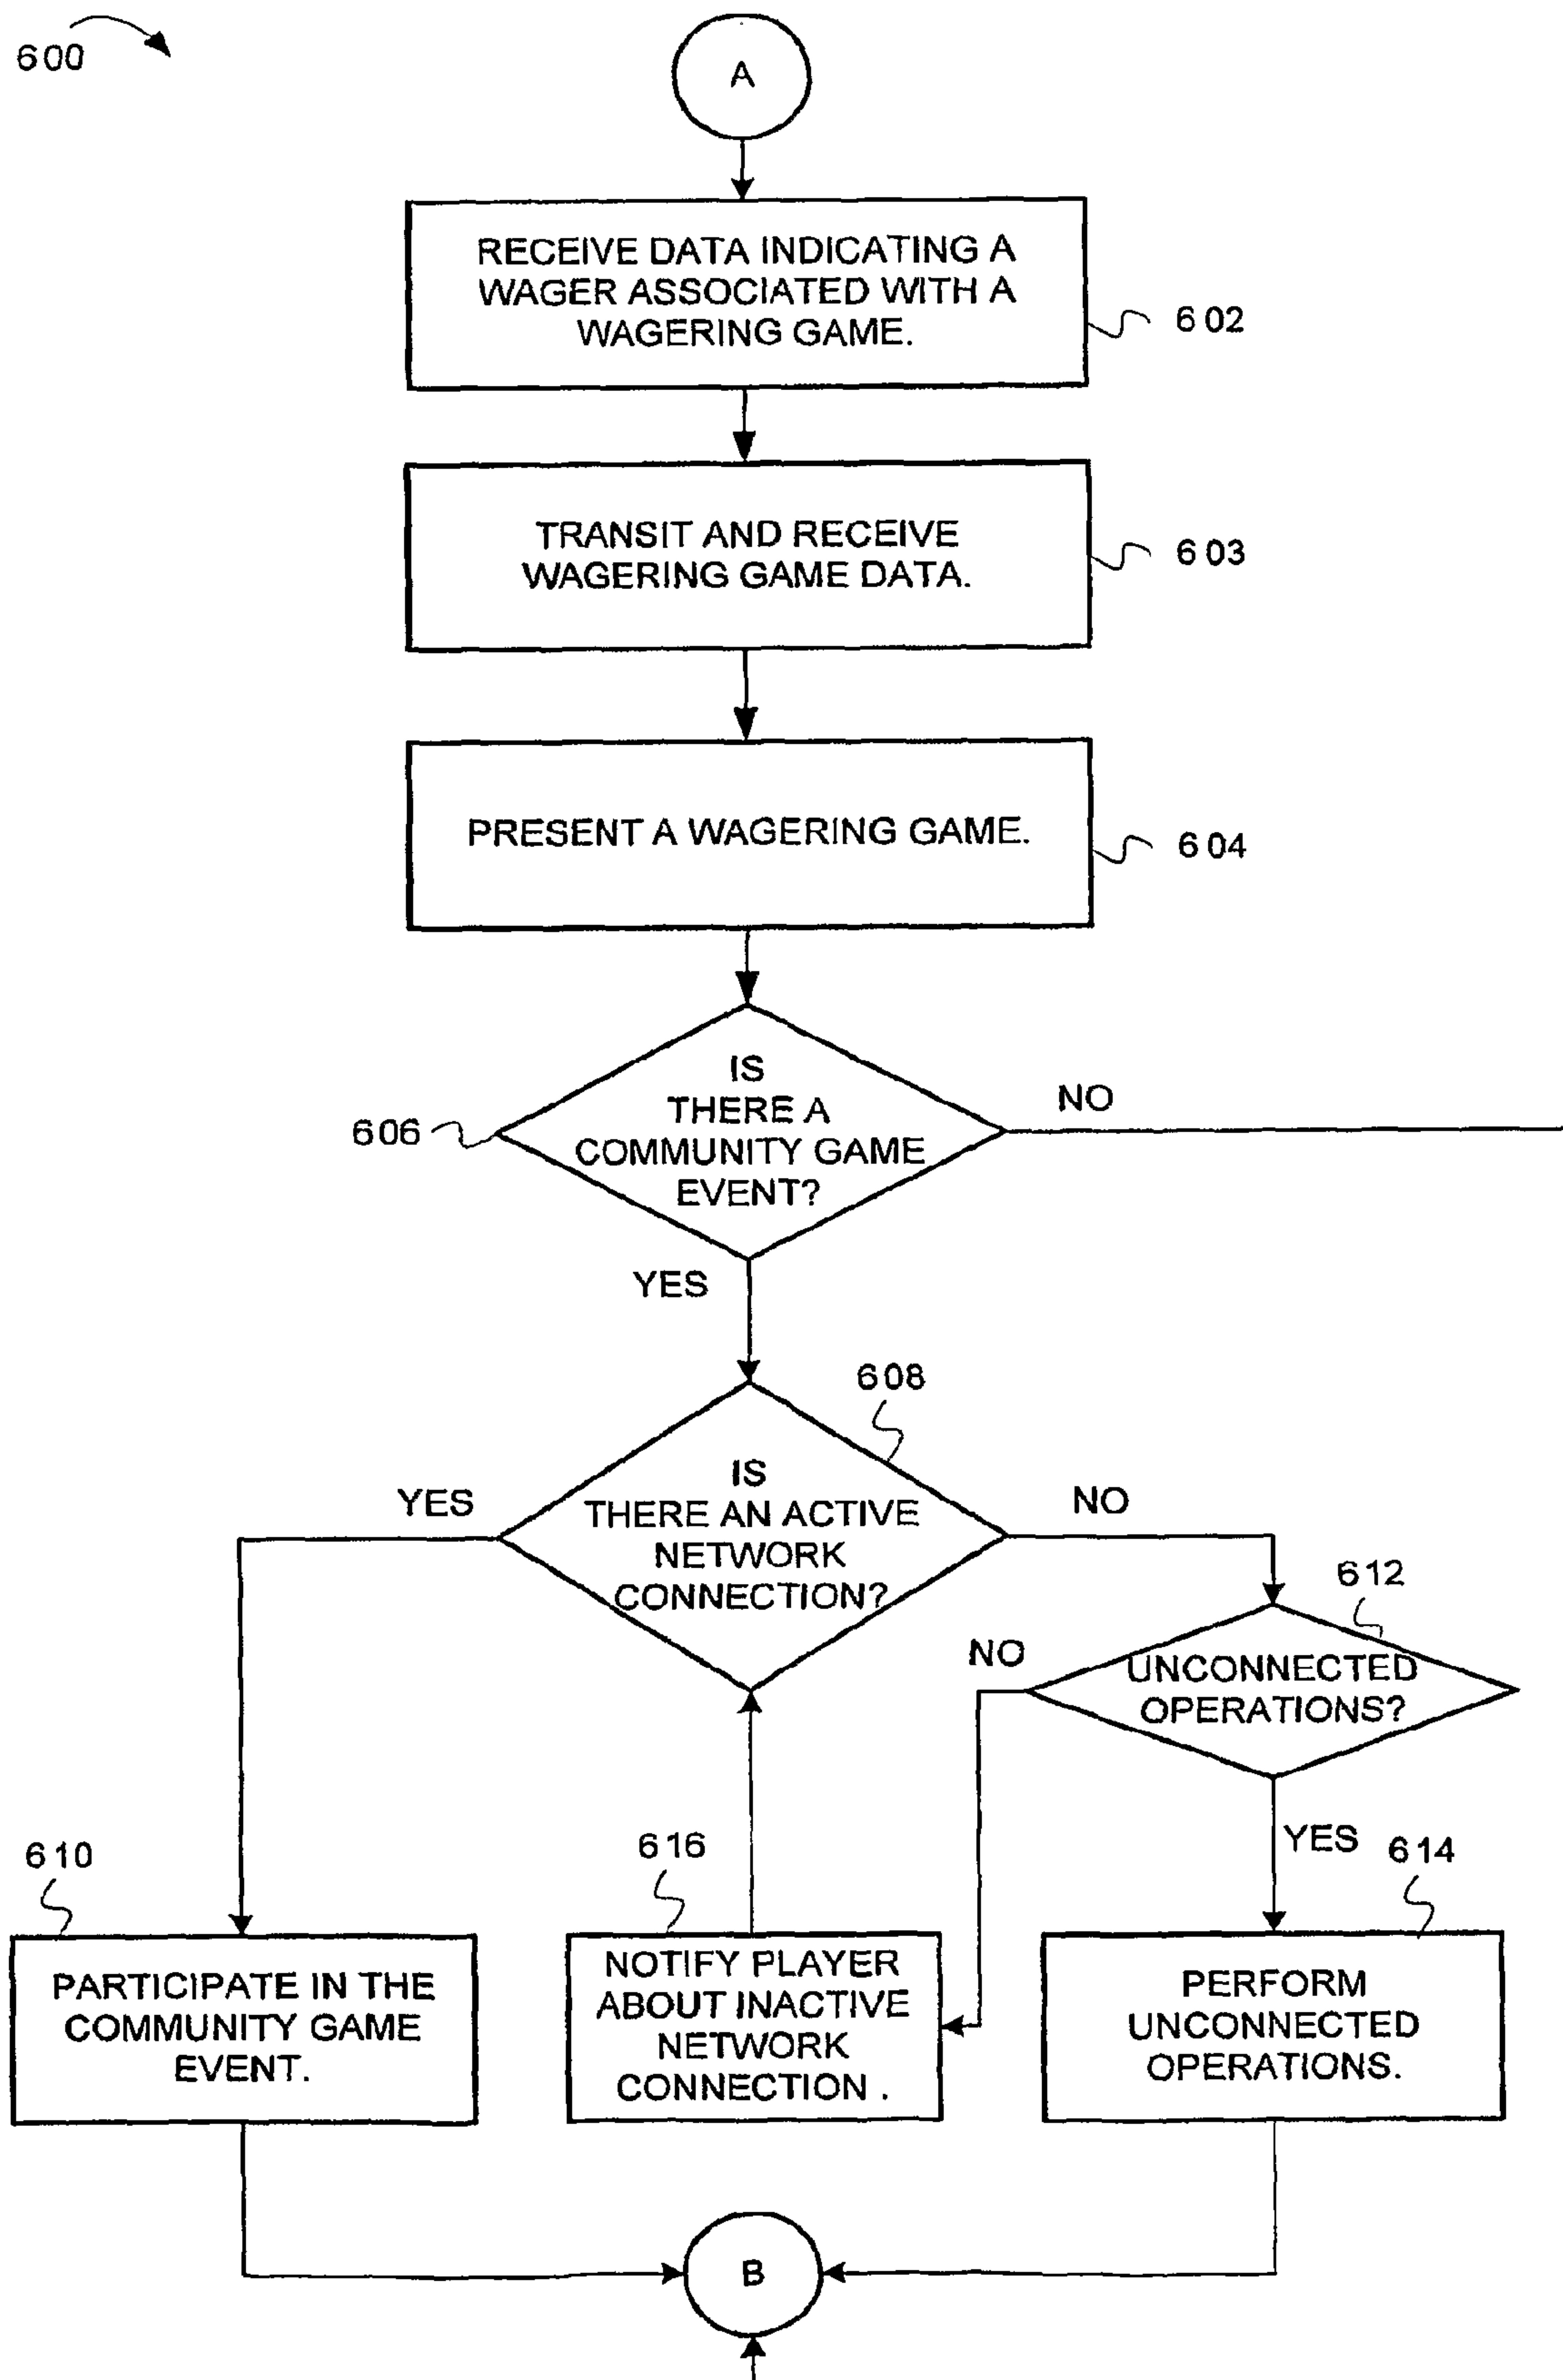 600
A
RECEIVE DATA INDICATING A
WAGER ASSOCIATED WITH A
WAGERING GAME.
602
TRANSIT AND RECEIVE
WAGERING GAME DATA.
603
PRESENT A WAGERING GAME.
604
IS
THERE A
COMMUNITY GAME
EVENT?
606
NO
YES
608
IS
THERE AN ACTIVE
NETWORK
CONNECTION?
YES
NO
612
UNCONNECTED
OPERATIONS?
NO
YES
610
PARTICIPATE IN THE
COMMUNITY GAME
EVENT.
616
NOTIFY PLAYER
ABOUT INACTIVE
NETWORK
CONNECTION .
614
PERFORM
UNCONNECTED
OPERATIONS.
B